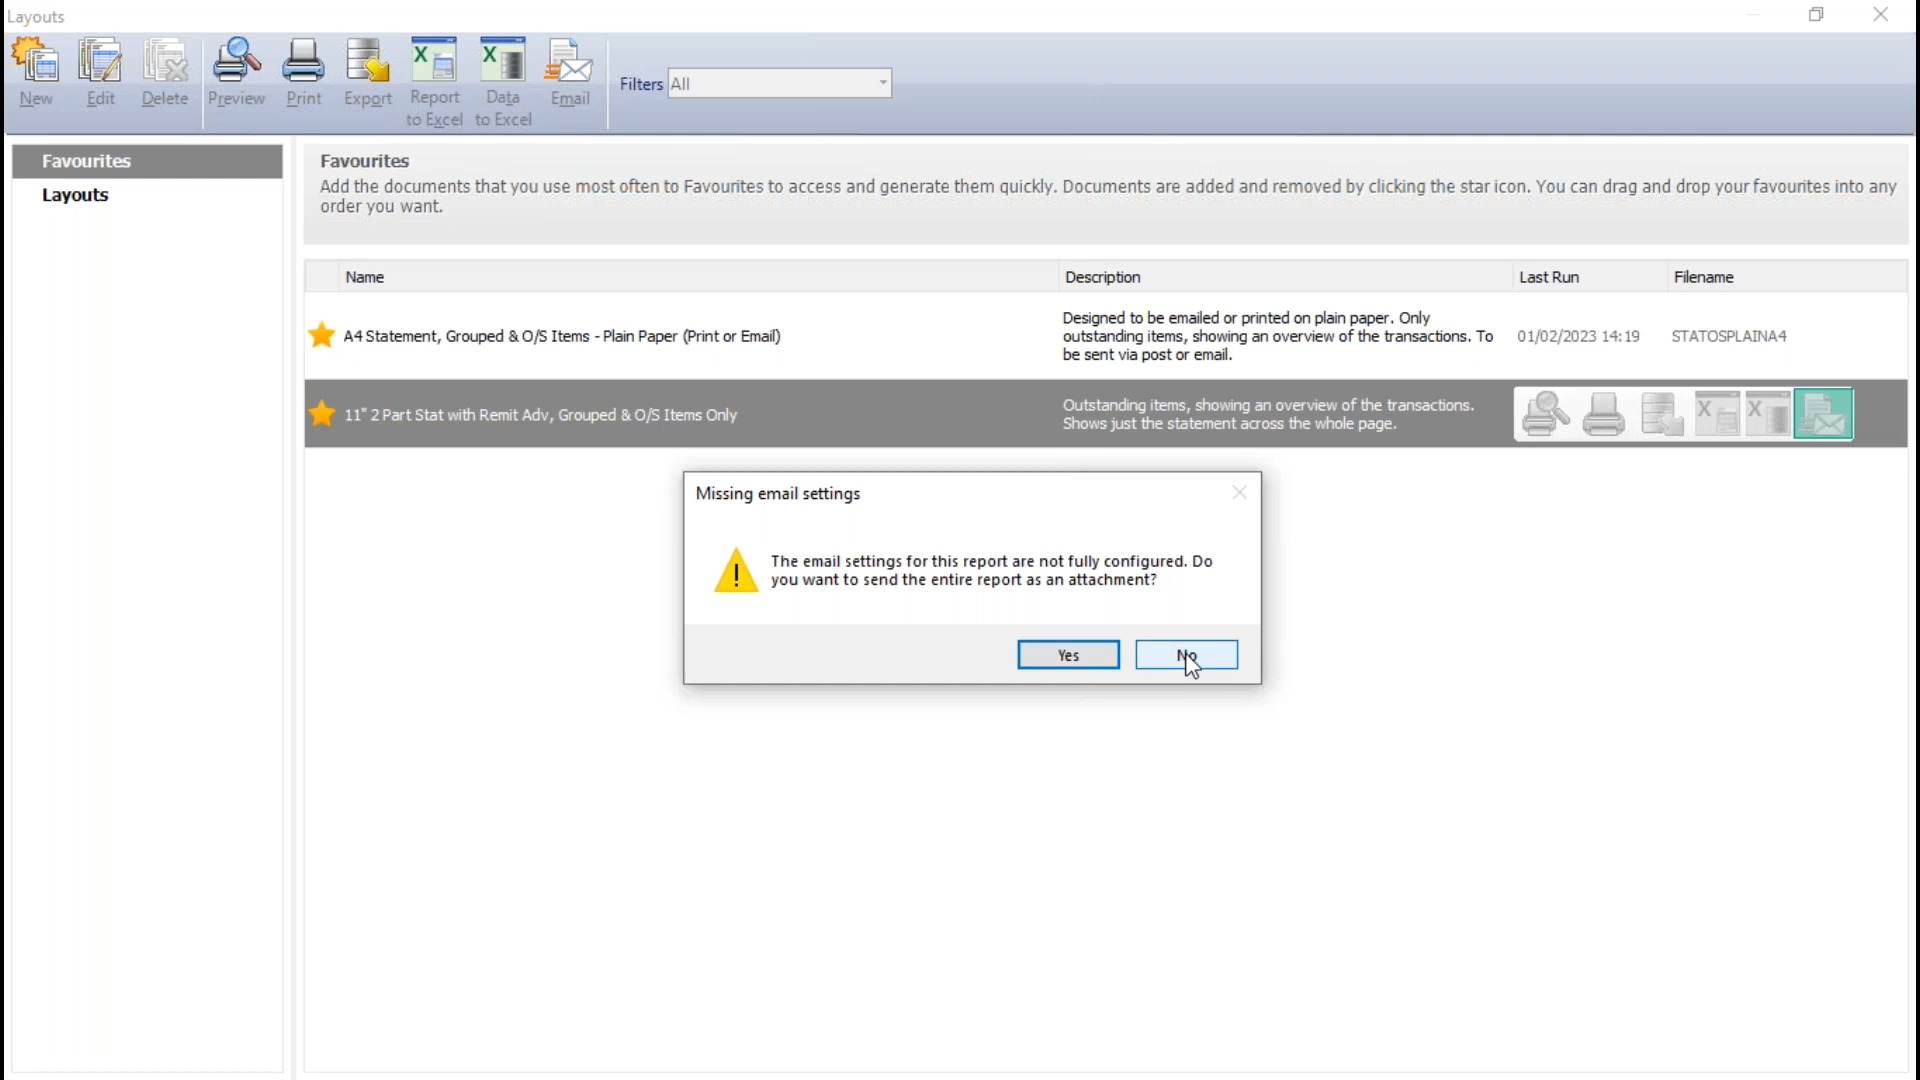 Layouts
New
Edit
Delete
Preview
Print
Export
Report
to Excel
Data
to Excel
Email
Filters All
Favourites
Layouts
Favourites
Add the documents that you use most often to Favourites to access and generate them quickly. Documents are added and removed by clicking the star icon. You can drag and drop your favourites into any
order you want.
Name Description Last Run Filename
A4 Statement, Grouped & O/S Items - Plain Paper (Print or Email)
Designed to be emailed or printed on plain paper. Only
outstanding items, showing an overview of the transactions. To
be sent via post or email.
01/02/2023 14:19
STATOSPLAINA4
11" 2 Part Stat with Remit Adv, Grouped & O/S Items Only
Outstanding items, showing an overview of the transactions.
Shows just the statement across the whole page.
Missing email settings
The email settings for this report are not fully configured. Do
you want to send the entire report as an attachment?
Yes
No